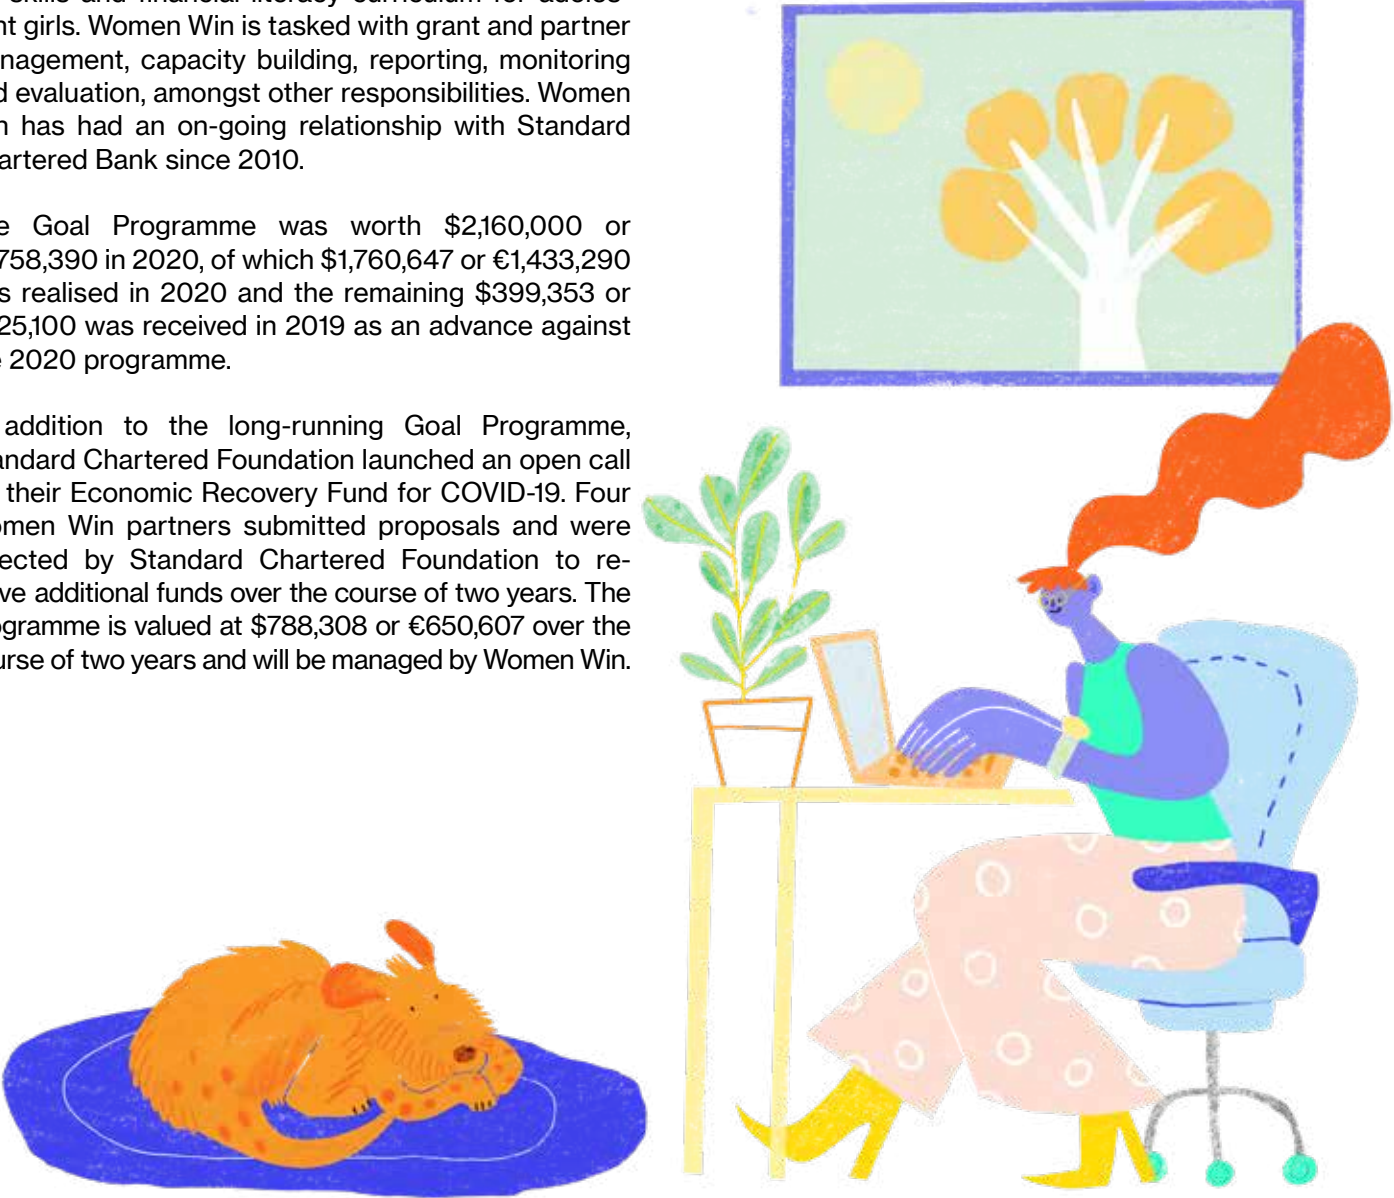 skills and financial literacy curriculum for adoles-
nt girls. Women Win is tasked with grant and partner
nagement, capacity building, reporting, monitoring
d evaluation, amongst other responsibilities. Women
n has had an on-going relationship with Standard
artered Bank since 2010.
e Goal Programme was worth $2,160,000 or
758,390 in 2020, of which $1,760,647 or €1,433,290
s realised in 2020 and the remaining $399,353 or
25,100 was received in 2019 as an advance against
e 2020 programme.
addition to the long-running Goal Programme,
andard Chartered Foundation launched an open call
their Economic Recovery Fund for COVID-19. Four
omen Win partners submitted proposals and were
ected by Standard Chartered Foundation to re-
ve additional funds over the course of two years. The
ogramme is valued at $788,308 or €650,607 over the
urse of two years and will be managed by Women Win.